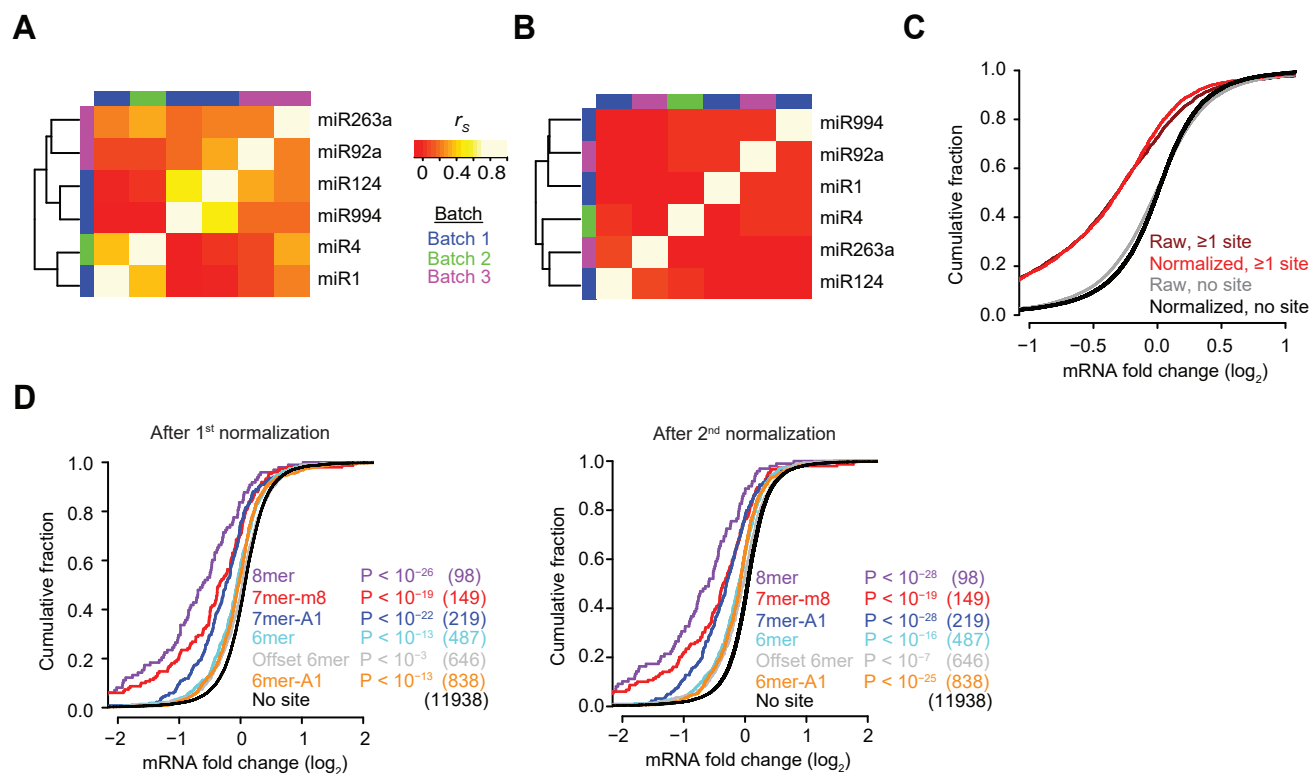 A
miR263a
miR92a
miR124
miR994
miR4
miR1
rₛ
0 0.4 0.8
Batch
Batch 1
Batch 2
Batch 3
B
miR994
miR92a
miR1
miR4
miR263a
miR124
C
Cumulative fraction
1.0
0.8
0.6
0.4
0.2
0.0
Raw, ≥1 site
Normalized, ≥1 site
Raw, no site
Normalized, no site
−1 −0.5 0.0 0.5 1
mRNA fold change (log₂)
D
After 1ˢᵗ normalization
Cumulative fraction
1.0
0.8
0.6
0.4
0.2
0.0
8mer P < 10⁻²⁶ (98)
7mer-m8 P < 10⁻¹⁹ (149)
7mer-A1 P < 10⁻²² (219)
6mer P < 10⁻¹³ (487)
Offset 6mer P < 10⁻³ (646)
6mer-A1 P < 10⁻¹³ (838)
No site (11938)
−2 −1 0 1 2
mRNA fold change (log₂)
After 2ⁿᵈ normalization
Cumulative fraction
1.0
0.8
0.6
0.4
0.2
0.0
8mer P < 10⁻²⁸ (98)
7mer-m8 P < 10⁻¹⁹ (149)
7mer-A1 P < 10⁻²⁸ (219)
6mer P < 10⁻¹⁶ (487)
Offset 6mer P < 10⁻⁷ (646)
6mer-A1 P < 10⁻²⁵ (838)
No site (11938)
−2 −1 0 1 2
mRNA fold change (log₂)